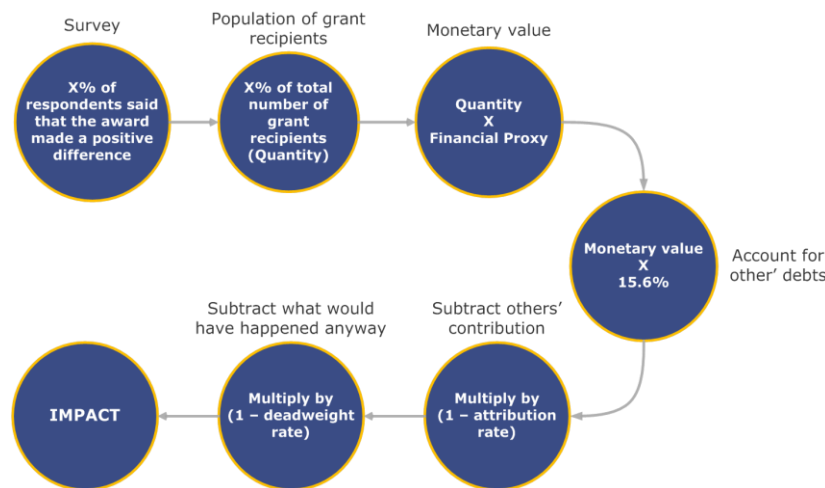 Survey
X% of
respondents said
that the award
made a positive
difference
Population of grant
recipients
X% of total
number of
grant
recipients
(Quantity)
Monetary value
Quantity
X
Financial Proxy
Monetary value
X
15.6%
Account for
other’ debts
Subtract others’
contribution
Multiply by
(1 – attribution
rate)
Subtract what would
have happened anyway
Multiply by
(1 – deadweight
rate)
IMPACT